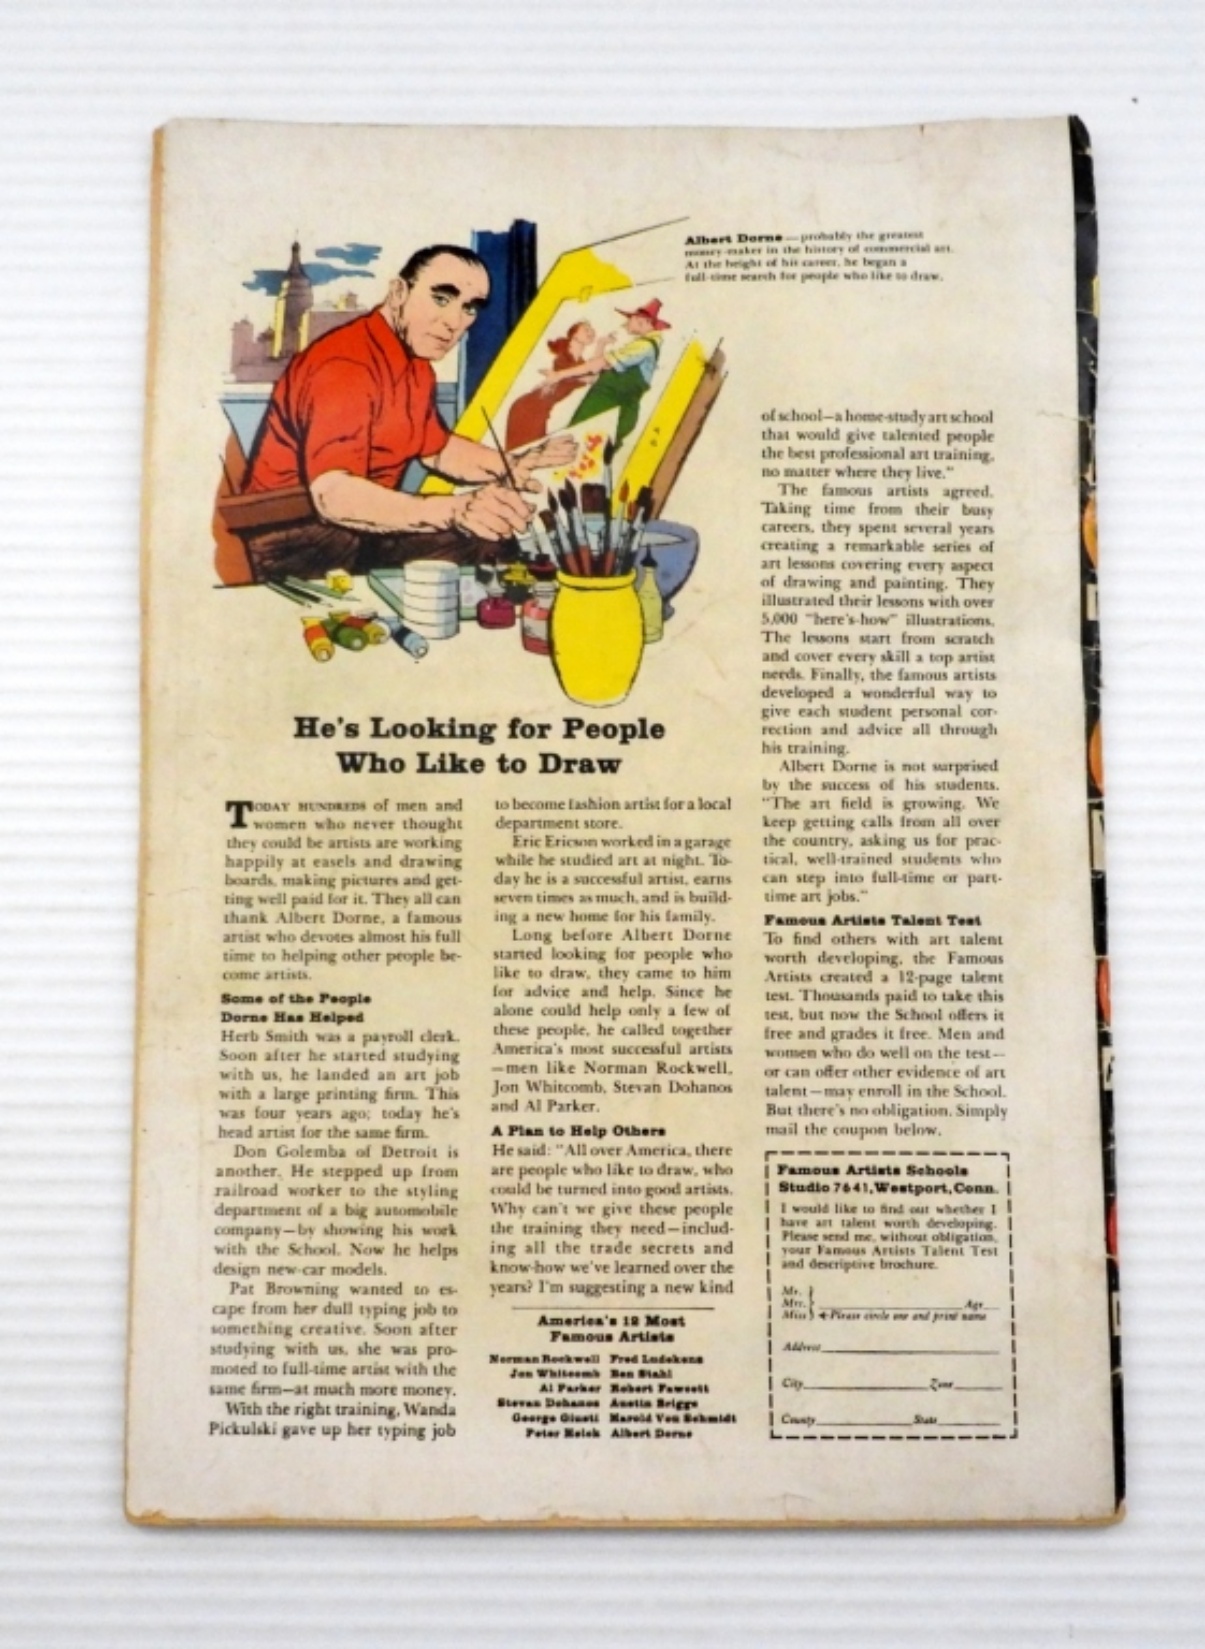 Albert Dorne—probably the greatest
money-maker in the history of commercial art.
At the height of his career, he began a
full-time search for people who like to draw.
He's Looking for People
Who Like to Draw
TODAY HUNDREDS of men and
women who never thought
they could be artists are working
happily at easels and drawing
boards, making pictures and get-
ting well paid for it. They all can
thank Albert Dorne, a famous
artist who devotes almost his full
time to helping other people be-
come artists.
Some of the People
Dorne Has Helped
Herb Smith was a payroll clerk.
Soon after he started studying
with us, he landed an art job
with a large printing firm. This
was four years ago; today he's
head artist for the same firm.
Don Golemba of Detroit is
another. He stepped up from
railroad worker to the styling
department of a big automobile
company—by showing his work
with the School. Now he helps
design new-car models.
Pat Browning wanted to es-
cape from her dull typing job to
something creative. Soon after
studying with us, she was pro-
moted to full-time artist with the
same firm—at much more money.
With the right training, Wanda
Pickulski gave up her typing job
to become fashion artist for a local
department store.
Eric Ericson worked in a garage
while he studied art at night. To-
day he is a successful artist, earns
seven times as much, and is build-
ing a new home for his family.
Long before Albert Dorne
started looking for people who
like to draw, they came to him
for advice and help. Since he
alone could help only a few of
these people, he called together
America's most successful artists
—men like Norman Rockwell,
Jon Whitcomb, Stevan Dohanos
and Al Parker.
A Plan to Help Others
He said: "All over America, there
are people who like to draw, who
could be turned into good artists.
Why can't we give these people
the training they need—includ-
ing all the trade secrets and
know-how we've learned over the
years? I'm suggesting a new kind
America's 12 Most
Famous Artists
Norman Rockwell Fred Ludekens
Jon Whitcomb Ben Stahl
Al Parker Robert Fawcett
Stevan Dohanos Austin Briggs
George Giusti Harold Von Schmidt
Peter Helck Albert Dorne
of school—a home-study art school
that would give talented people
the best professional art training,
no matter where they live."
The famous artists agreed.
Taking time from their busy
careers, they spent several years
creating a remarkable series of
art lessons covering every aspect
of drawing and painting. They
illustrated their lessons with over
5,000 "here's-how" illustrations.
The lessons start from scratch
and cover every skill a top artist
needs. Finally, the famous artists
developed a wonderful way to
give each student personal cor-
rection and advice all through
his training.
Albert Dorne is not surprised
by the success of his students.
"The art field is growing. We
keep getting calls from all over
the country, asking us for prac-
tical, well-trained students who
can step into full-time or part-
time art jobs."
Famous Artists Talent Test
To find others with art talent
worth developing, the Famous
Artists created a 12-page talent
test. Thousands paid to take this
test, but now the School offers it
free and grades it free. Men and
women who do well on the test—
or can offer other evidence of art
talent—may enroll in the School.
But there's no obligation. Simply
mail the coupon below.
Famous Artists Schools
Studio 7641, Westport, Conn.
I would like to find out whether I
have art talent worth developing.
Please send me, without obligation,
your Famous Artists Talent Test
and descriptive brochure.
Mr.
Mrs. Age
Miss Please circle one and print name
Address
City Zone
County State